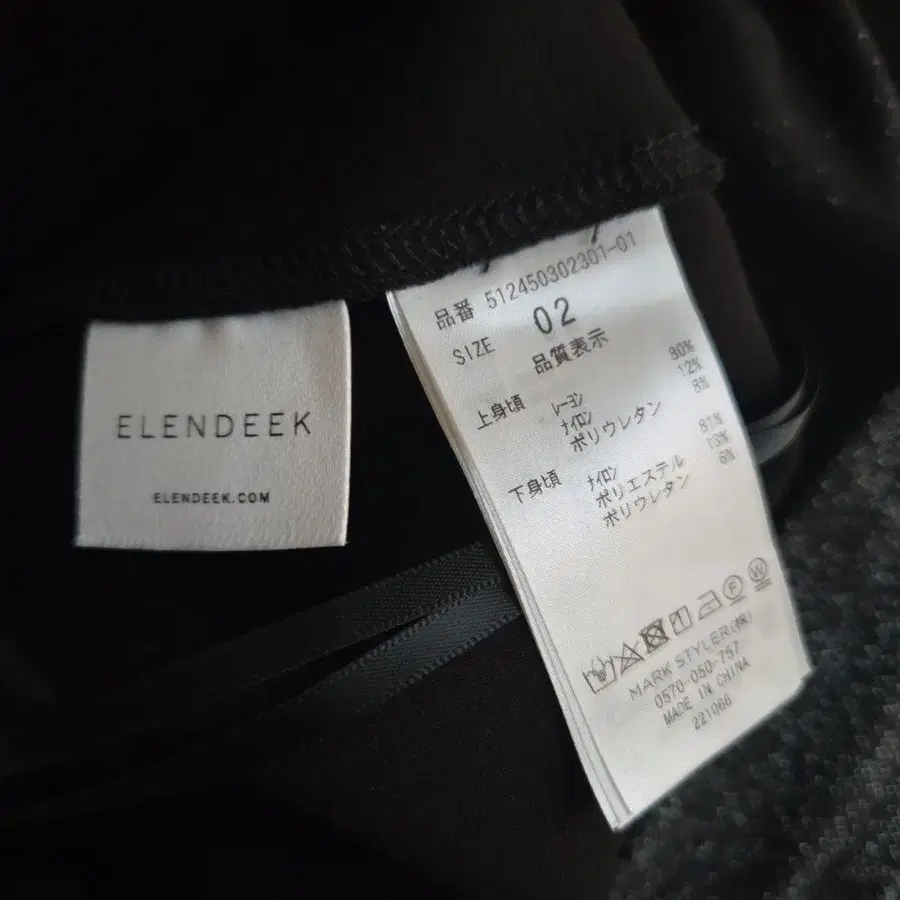 ELENDEEK
ELENDEEK.COM
品番 512450302301-01
SIZE 02
品質表示
上身頃 レーヨン 80%
ナイロン 12%
ポリウレタン 8%
下身頃 ナイロン 81%
ポリエステル 13%
ポリウレタン 6%
F W
MARK STYLER(株)
0570-050-757
MADE IN CHINA
221066